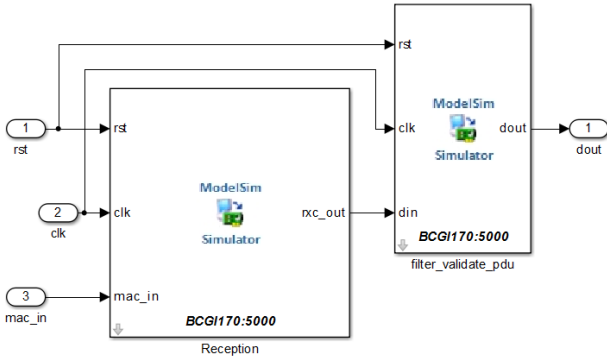 rst
ModelSim
clk
dout
1
Simulator
dout
din
BCGI170:5000
filter_validate_pdu
1
rst
rst
2
clk
clk
ModelSim
Simulator
rxc_out
3
mac_in
mac_in
BCGI170:5000
Reception